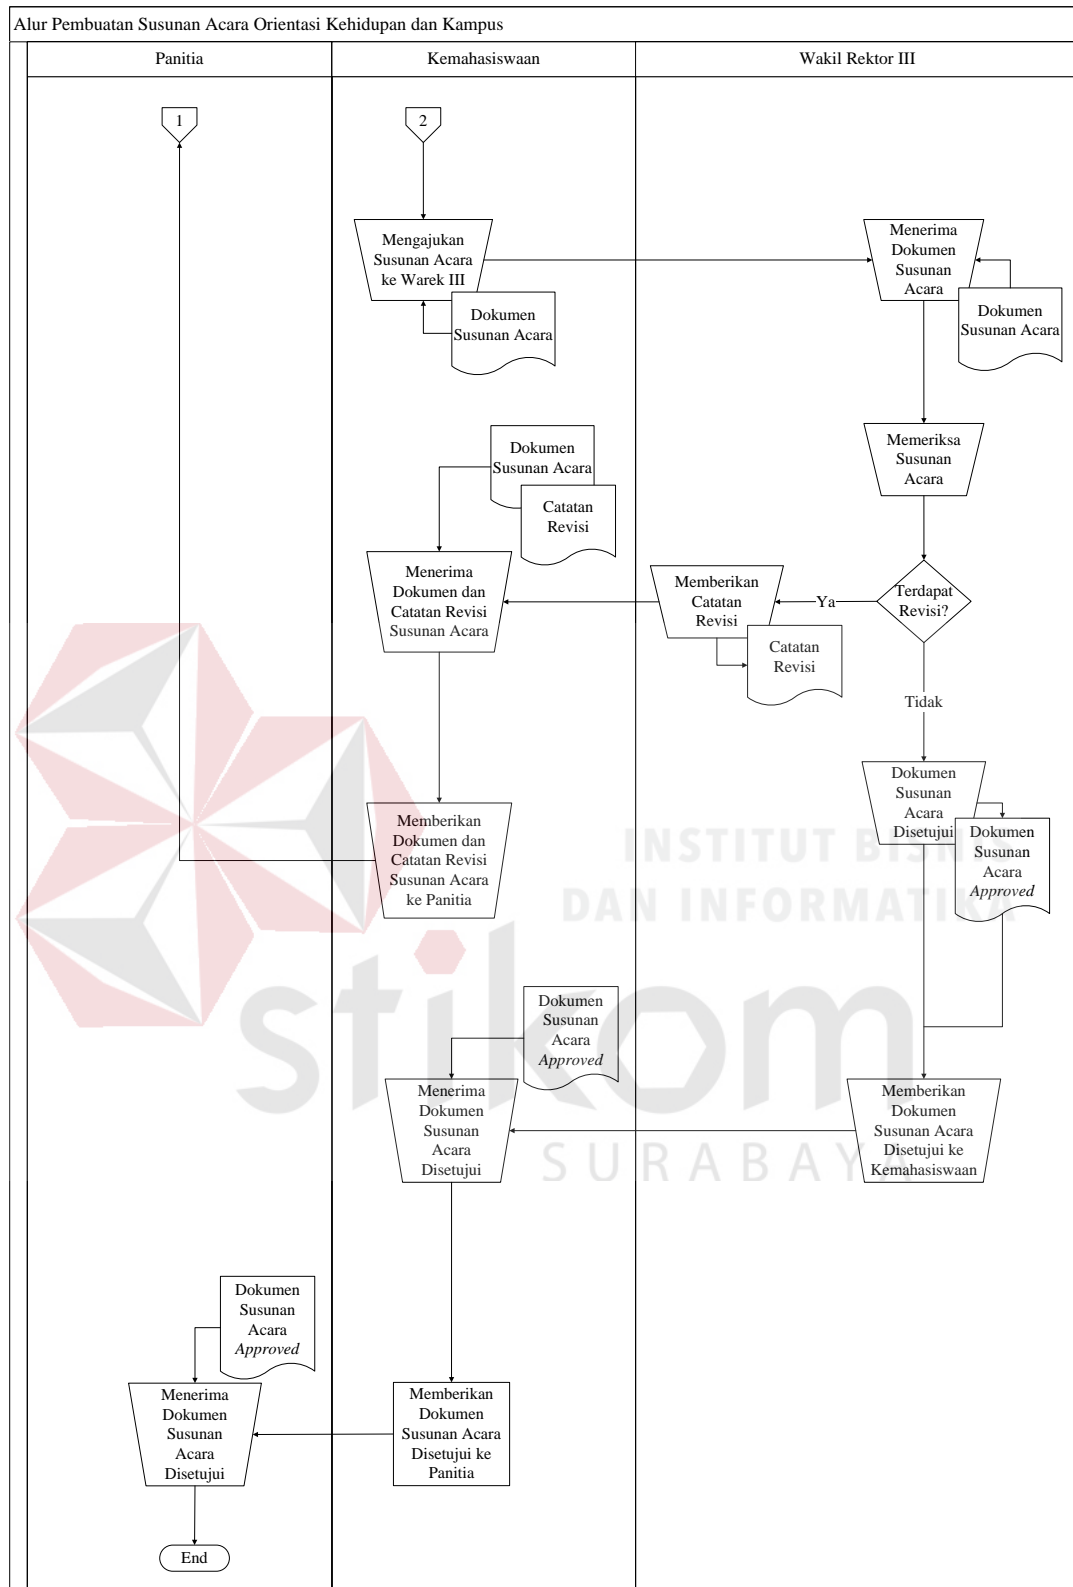 Alur Pembuatan Susunan Acara Orientasi Kehidupan dan Kampus
Panitia
Kemahasiswaan
Wakil Rektor III
1
2
Mengajukan
Susunan Acara
ke Warek III
Dokumen
Susunan Acara
Menerima
Dokumen
Susunan
Acara
Dokumen
Susunan Acara
Memeriksa
Susunan
Acara
Dokumen
Susunan Acara
Catatan
Revisi
Menerima
Dokumen dan
Catatan Revisi
Susunan Acara
Memberikan
Catatan
Revisi
Catatan
Revisi
Ya
Terdapat
Revisi?
Tidak
Dokumen
Susunan
Acara
Disetujui
Dokumen
Susunan
Acara
Approved
Memberikan
Dokumen dan
Catatan Revisi
Susunan Acara
ke Panitia
INSTITUT BISNIS
DAN INFORMATIKA
stikom
SURABAYA
Dokumen
Susunan
Acara
Approved
Menerima
Dokumen
Susunan
Acara
Disetujui
Memberikan
Dokumen
Susunan Acara
Disetujui ke
Kemahasiswaan
Dokumen
Susunan
Acara
Approved
Menerima
Dokumen
Susunan
Acara
Disetujui
Memberikan
Dokumen
Susunan Acara
Disetujui ke
Panitia
End